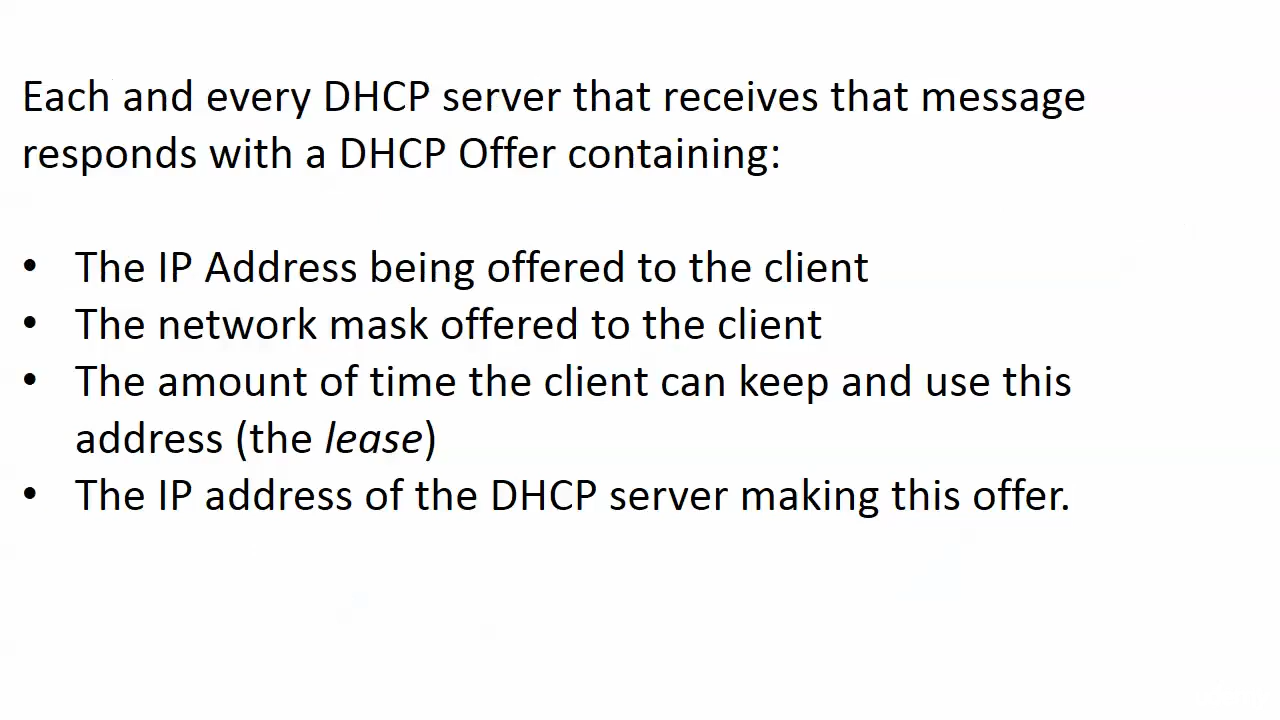 Each and every DHCP server that receives that message
responds with a DHCP Offer containing:
• The IP Address being offered to the client
• The network mask offered to the client
• The amount of time the client can keep and use this
address (the lease)
• The IP address of the DHCP server making this offer.